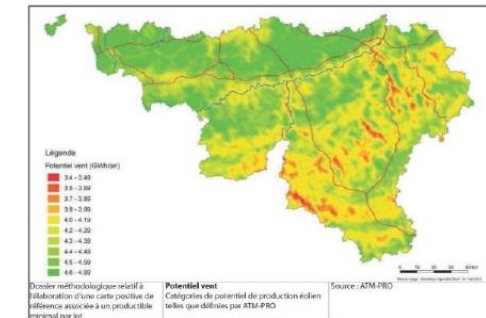 Légende
Potentiel vent (GWh/an)
3.4 - 3.49
3.5 - 3.69
3.7 - 3.89
3.9 - 3.99
4.0 - 4.19
4.2 - 4.29
4.3 - 4.39
4.4 - 4.49
4.5 - 4.59
4.6 - 4.89
Dossier méthodologique relatif à
l'élaboration d'une carte positive de
référence associée à un productible
minimal par lot
Potentiel vent
Catégories de potentiel de production éolien
telles que définies par ATM-PRO
Source : ATM-PRO